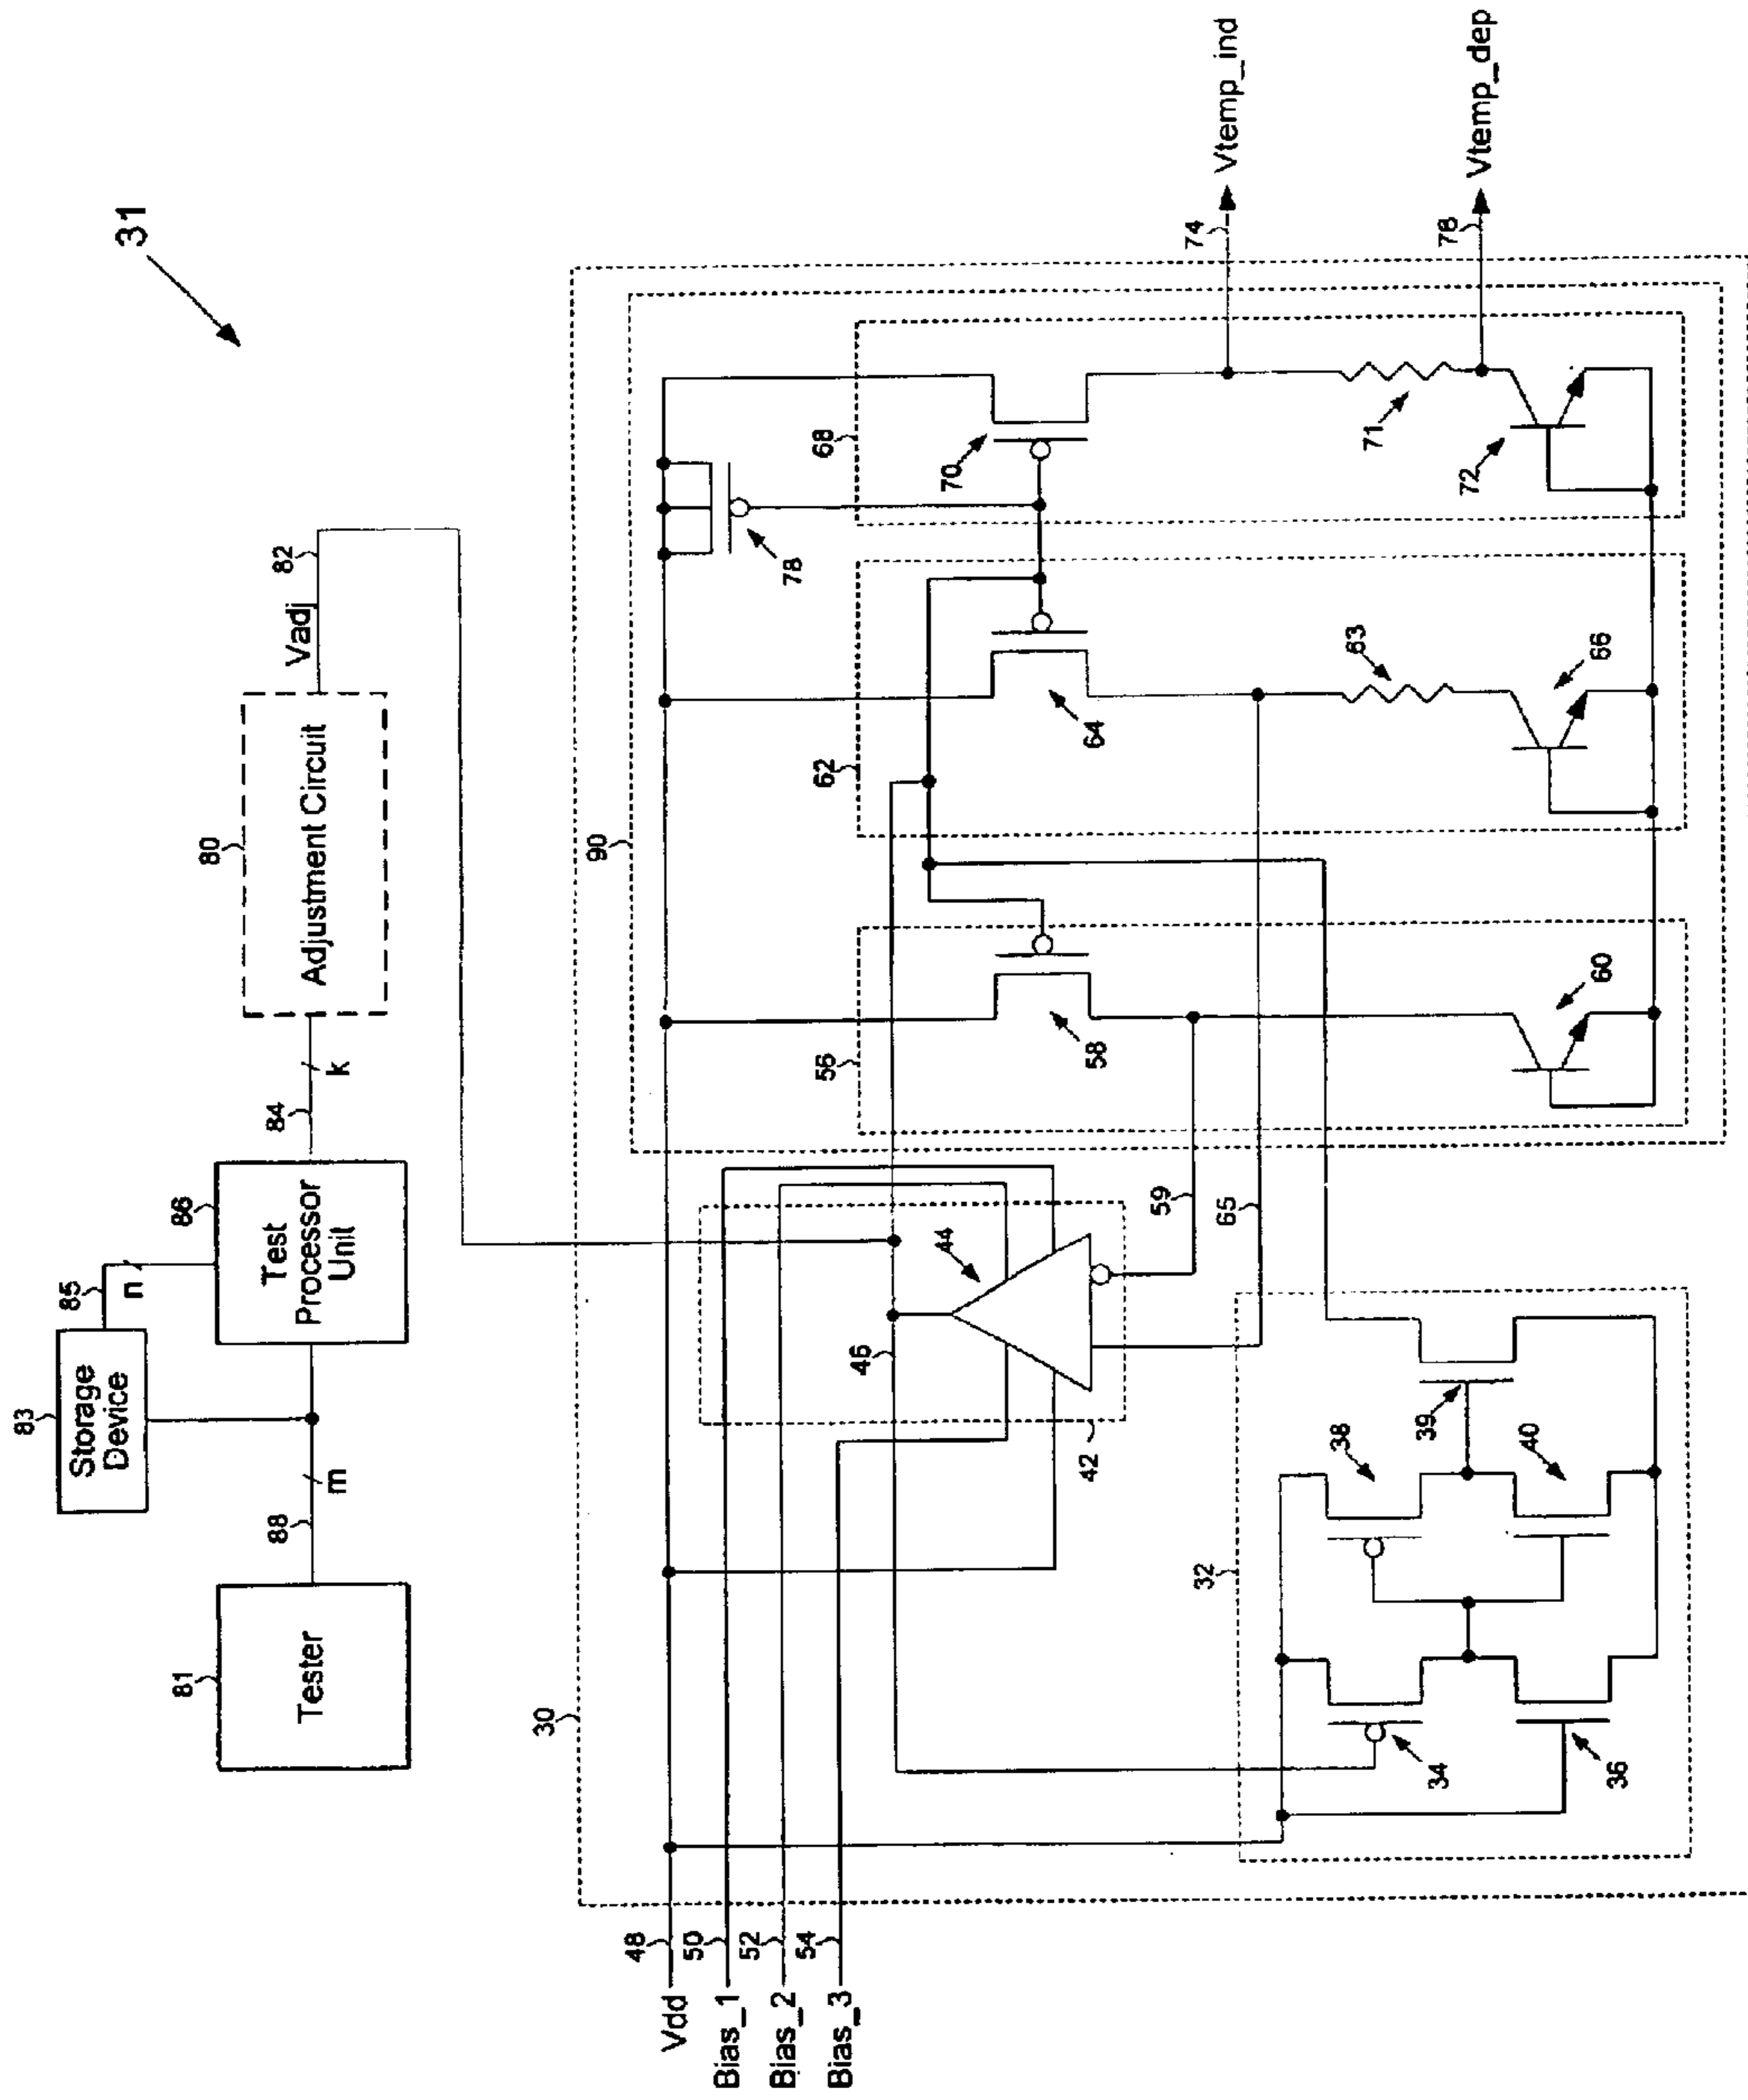 31
83
Storage
Device
85
n
81
Tester
88
m
86
Test
Processor
Unit
84
k
80
Adjustment Circuit
Vadj
82
30
90
Vdd
48
Bias_1
50
Bias_2
52
Bias_3
54
46
44
42
59
65
56
58
60
62
64
63
66
68
70
78
71
72
74
Vtemp_ind
76
Vtemp_dep
32
34
36
38
39
40